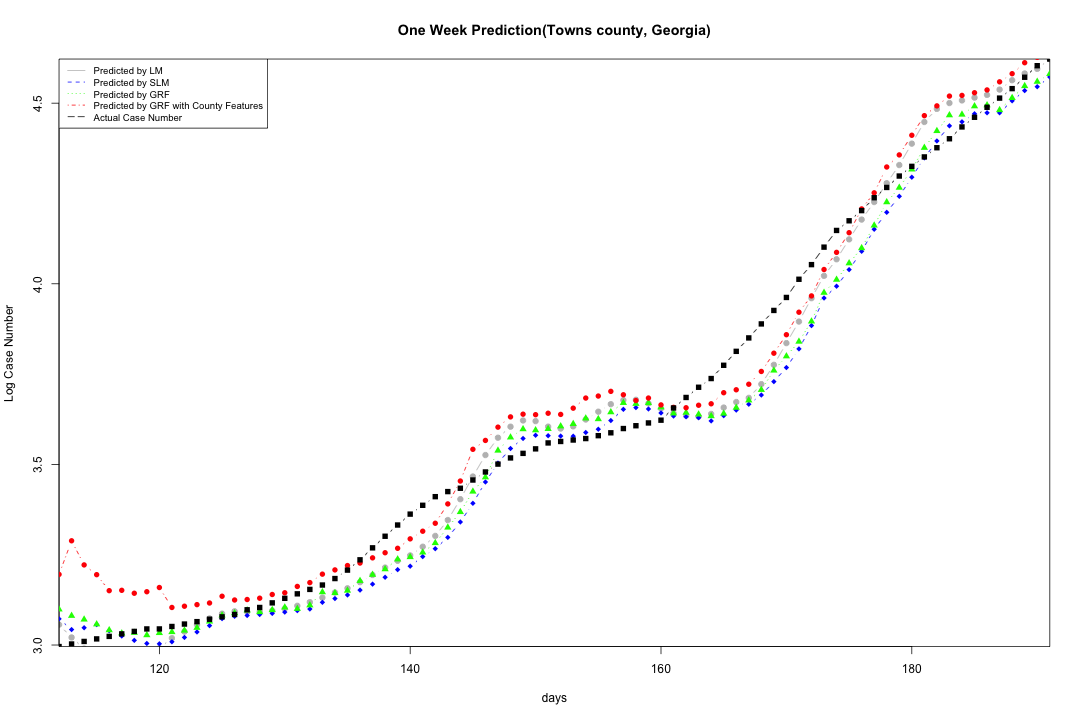 One Week Prediction(Towns county, Georgia)
Predicted by LM
Predicted by SLM
Predicted by GRF
Predicted by GRF with County Features
Actual Case Number
4.5
4.0
3.5
3.0
Log Case Number
120 140 160 180
days